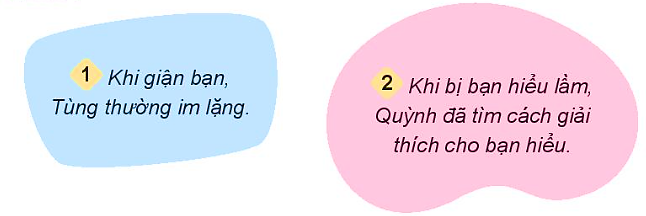 1 Khi giận bạn,
Tùng thường im lặng.
2 Khi bị bạn hiểu lầm,
Quỳnh đã tìm cách giải
thích cho bạn hiểu.